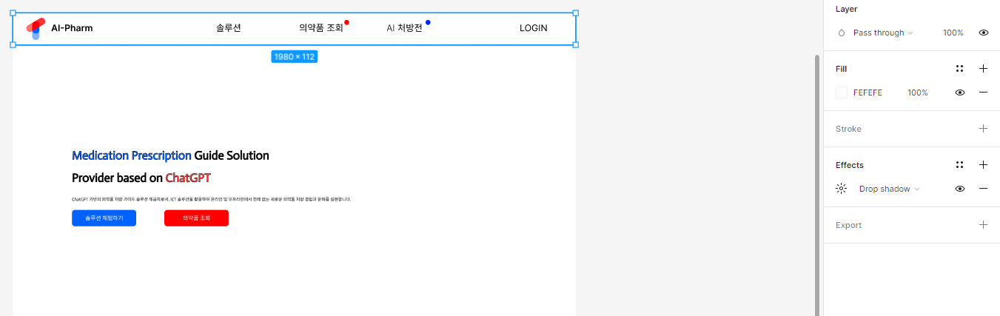 AI-Pharm 솔루션 의약품 조회 AI 처방전 LOGIN
1980 × 112
Medication Prescription Guide Solution
Provider based on ChatGPT
ChatGPT 기반의 의약품 처방 가이드 솔루션 제공자로서, ICT 솔루션을 활용하여 온라인 및 오프라인에서 전례 없는 새로운 의약품 처방 경험과 문화를 실현합니다.
솔루션 체험하기 의약품 조회
Layer
Pass through 100%
Fill
FEFEFE 100%
Stroke
Effects
Drop shadow
Export